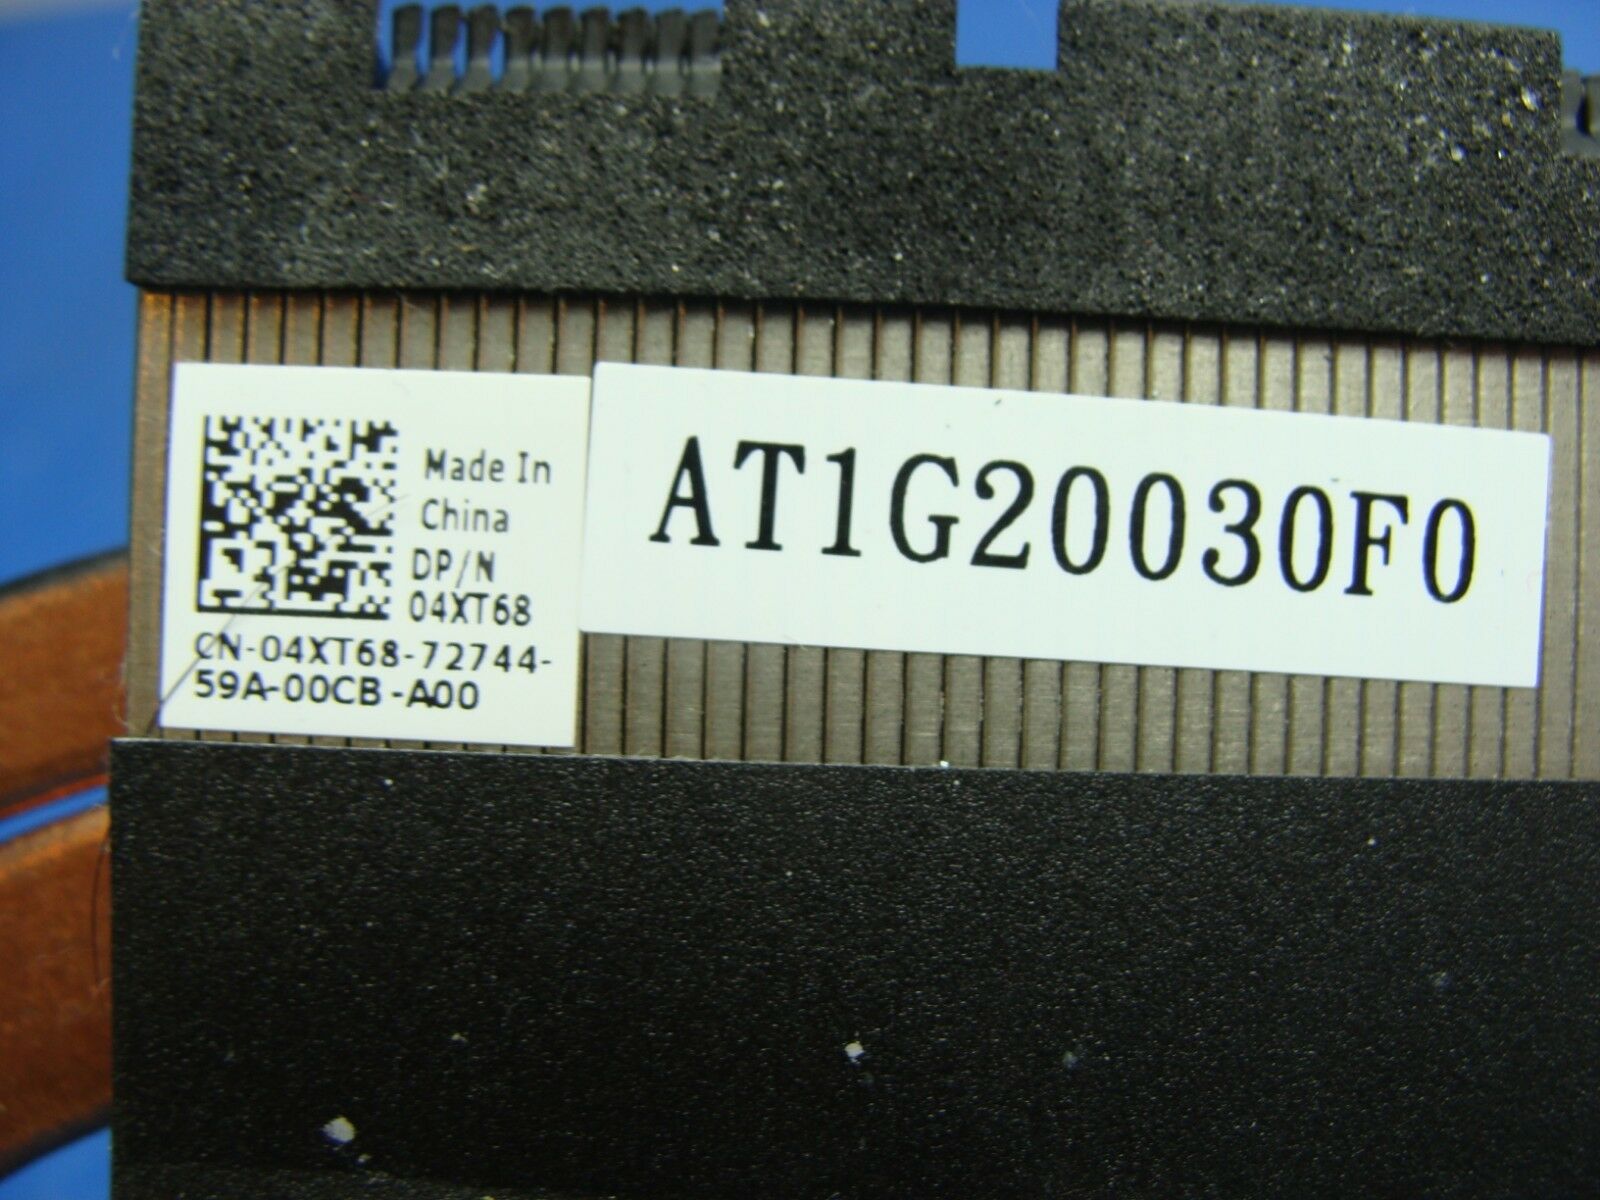 Made In
China
DP/N
04XT68
CN-04XT68-72744-
59A-00CB-A00
AT1G20030F0